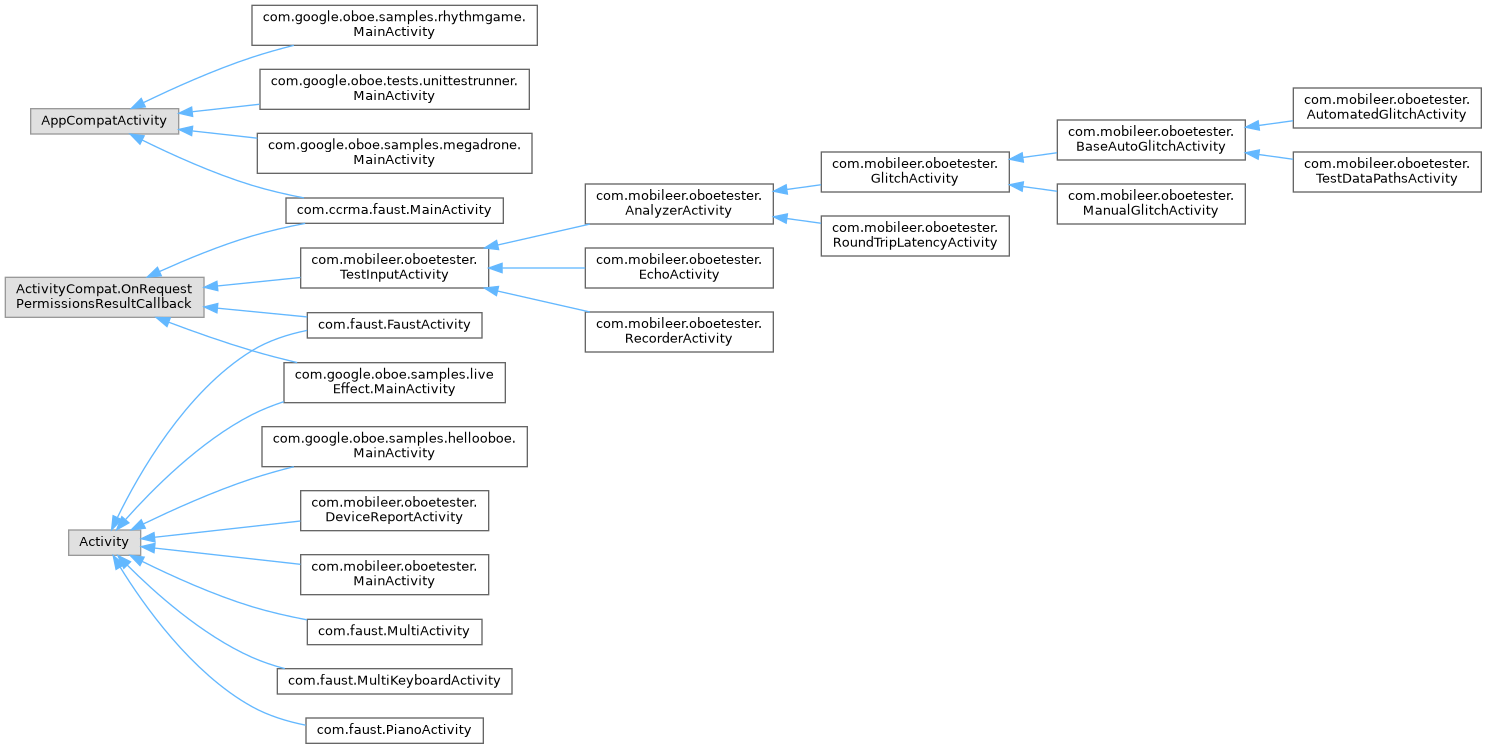 com.google.oboe.samples.rhythmgame.
MainActivity
com.google.oboe.tests.unittestrunner.
MainActivity
AppCompatActivity
com.google.oboe.samples.megadrone.
MainActivity
com.ccrma.faust.MainActivity
ActivityCompat.OnRequest
PermissionsResultCallback
com.mobileer.oboetester.
TestInputActivity
com.mobileer.oboetester.
AnalyzerActivity
com.mobileer.oboetester.
GlitchActivity
com.mobileer.oboetester.
BaseAutoGlitchActivity
com.mobileer.oboetester.
AutomatedGlitchActivity
com.mobileer.oboetester.
TestDataPathsActivity
com.mobileer.oboetester.
ManualGlitchActivity
com.mobileer.oboetester.
RoundTripLatencyActivity
com.mobileer.oboetester.
EchoActivity
com.mobileer.oboetester.
RecorderActivity
com.faust.FaustActivity
com.google.oboe.samples.live
Effect.MainActivity
com.google.oboe.samples.hellooboe.
MainActivity
com.mobileer.oboetester.
DeviceReportActivity
Activity
com.mobileer.oboetester.
MainActivity
com.faust.MultiActivity
com.faust.MultiKeyboardActivity
com.faust.PianoActivity